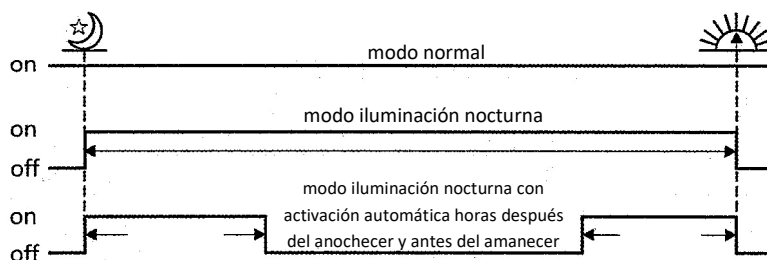 modo normal
on
modo iluminación nocturna
on
off
modo iluminación nocturna con
activación automática horas después
del anochecer y antes del amanecer
on
off